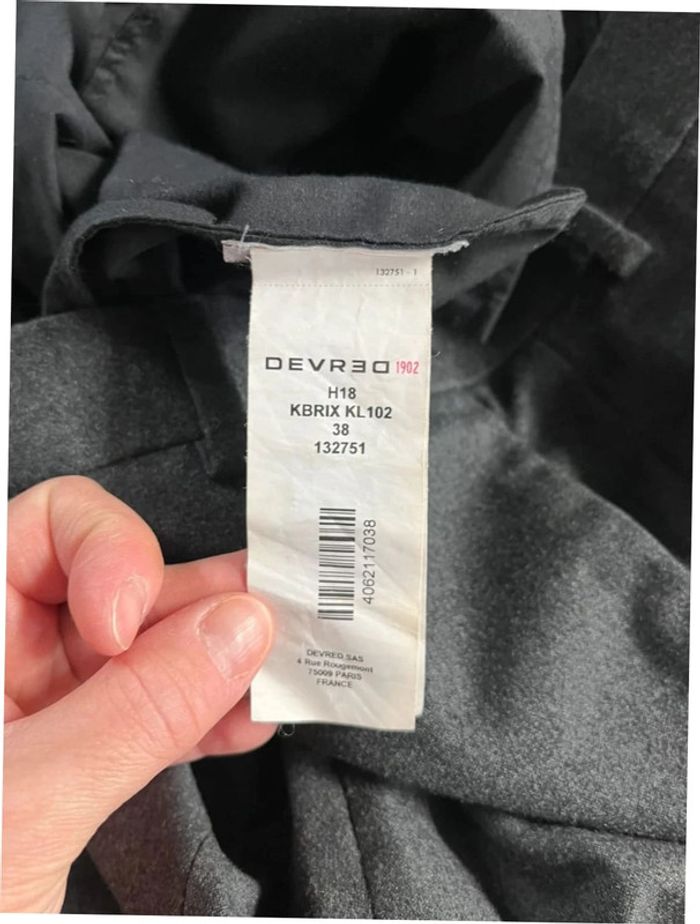 132751 - 1
DEVRED 1902
H18
KBRIX KL102
38
132751
4062117038
DEVRED SAS
4 Rue Rougemont
75009 PARIS
FRANCE